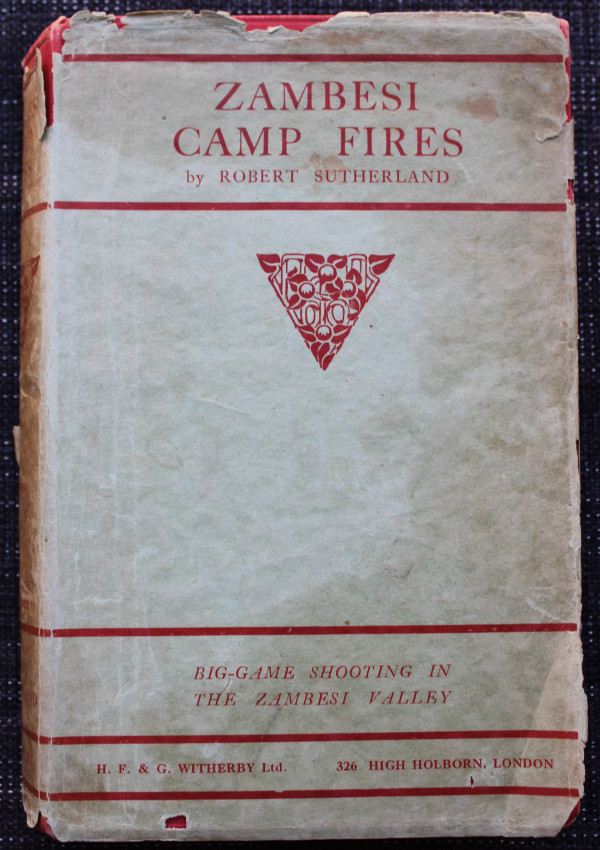 ZAMBESI
CAMP FIRES
by ROBERT SUTHERLAND
BIG-GAME SHOOTING IN
THE ZAMBESI VALLEY
H. F. & G. WITHERBY Ltd. 326 HIGH HOLBORN, LONDON